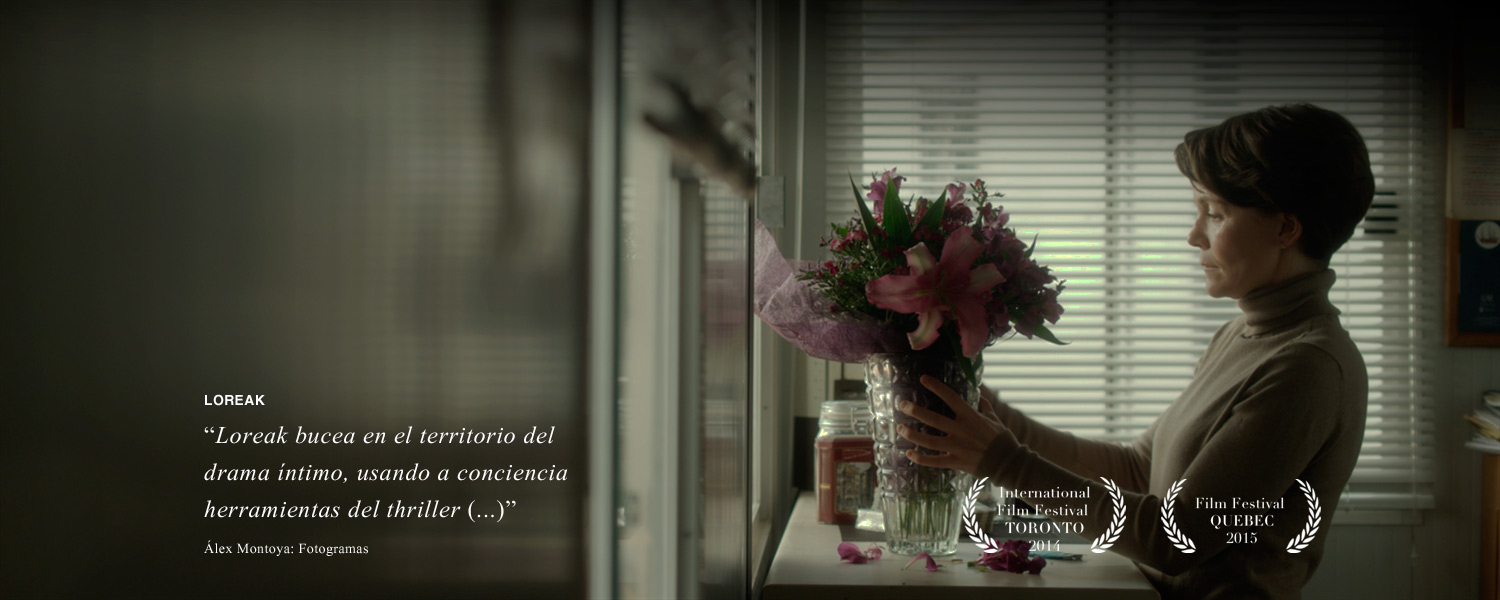 LOREAK
“Loreak bucea en el territorio del
drama íntimo, usando a conciencia
herramientas del thriller (...)”
Álex Montoya: Fotogramas
International
Film Festival
TORONTO
2014
Film Festival
QUEBEC
2015